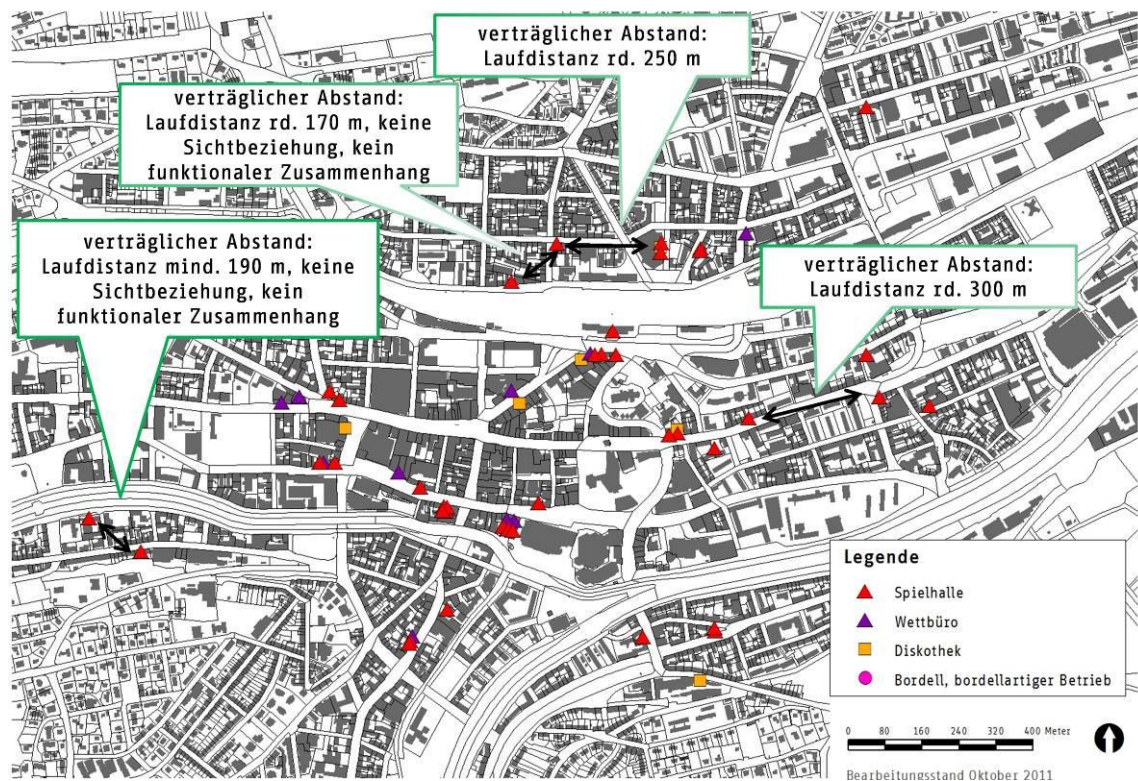 verträglicher Abstand:
Laufdistanz rd. 250 m
verträglicher Abstand:
Laufdistanz rd. 170 m, keine
Sichtbeziehung, kein
funktionaler Zusammenhang
verträglicher Abstand:
Laufdistanz mind. 190 m, keine
Sichtbeziehung, kein
funktionaler Zusammenhang
verträglicher Abstand:
Laufdistanz rd. 300 m
Legende
Spielhalle
Wettbüro
Diskothek
Bordell, bordellartiger Betrieb
0 80 160 240 320 400 Meter
Bearbeitungsstand Oktober 2011